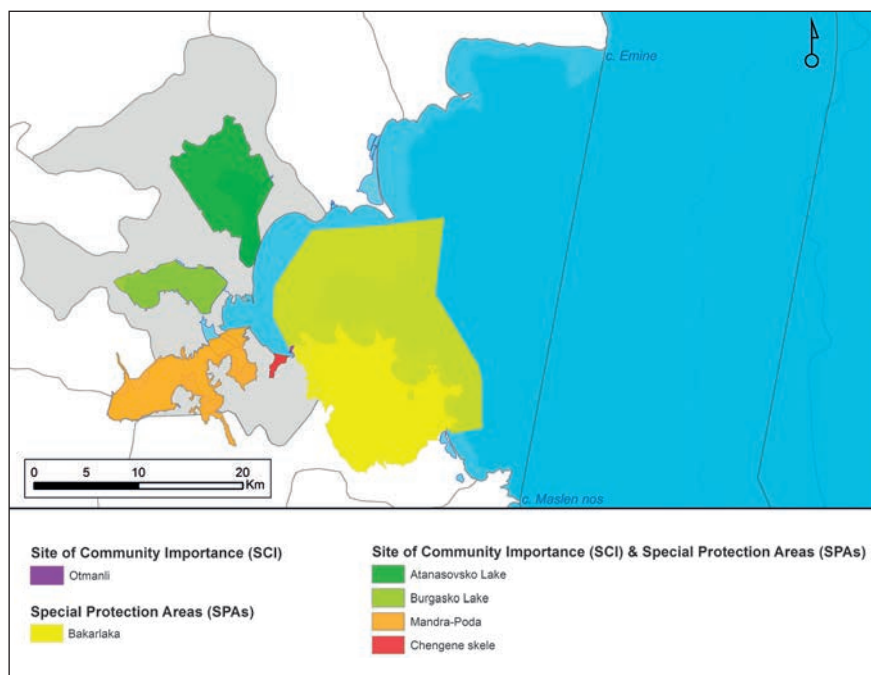 c. Emine
c. Maslen nos
0 5 10 20
Km
Site of Community Importance (SCI)
Otmanli
Special Protection Areas (SPAs)
Bakarlaka
Site of Community Importance (SCI) & Special Protection Areas (SPAs)
Atanasovsko Lake
Burgasko Lake
Mandra-Poda
Chengene skele